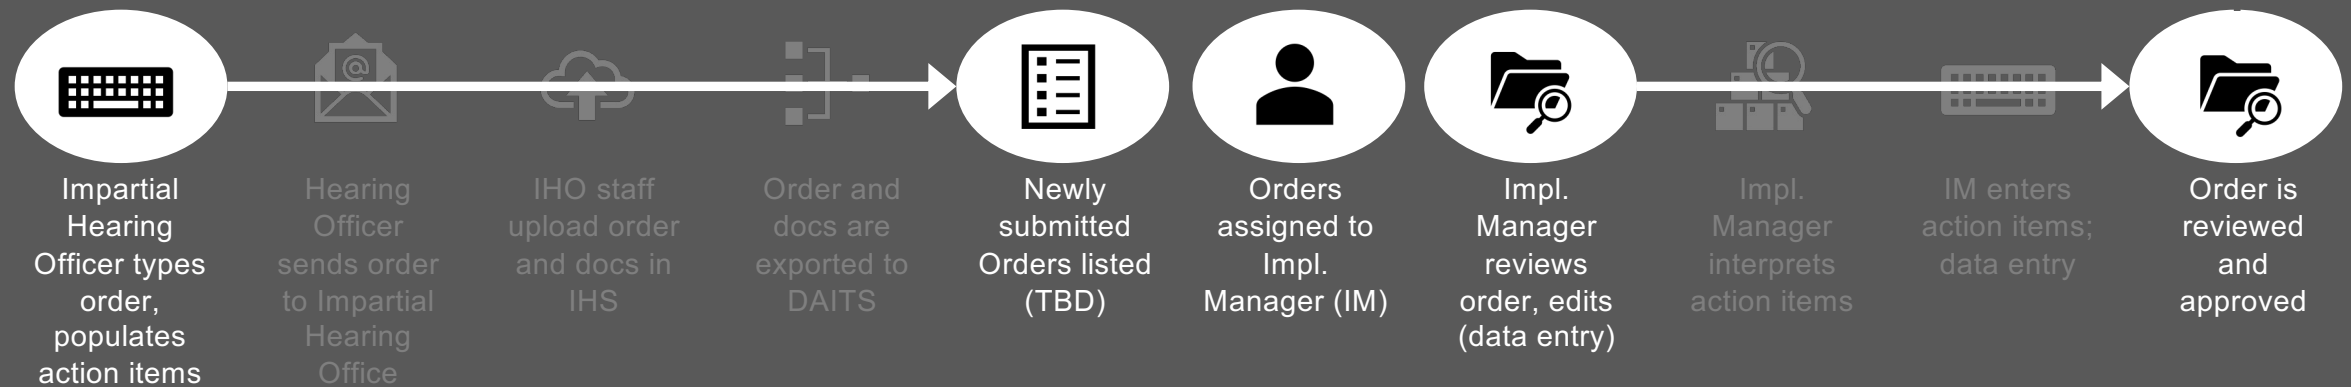 Impartial
Hearing
Officer types
order,
populates
action items
Hearing
Officer
sends order
to Impartial
Hearing
Office
IHO staff
upload order
and docs in
IHS
Order and
docs are
exported to
DAITS
Newly
submitted
Orders listed
(TBD)
Orders
assigned to
Impl.
Manager (IM)
Impl.
Manager
reviews
order, edits
(data entry)
Impl.
Manager
interprets
action items
IM enters
action items;
data entry
Order is
reviewed
and
approved